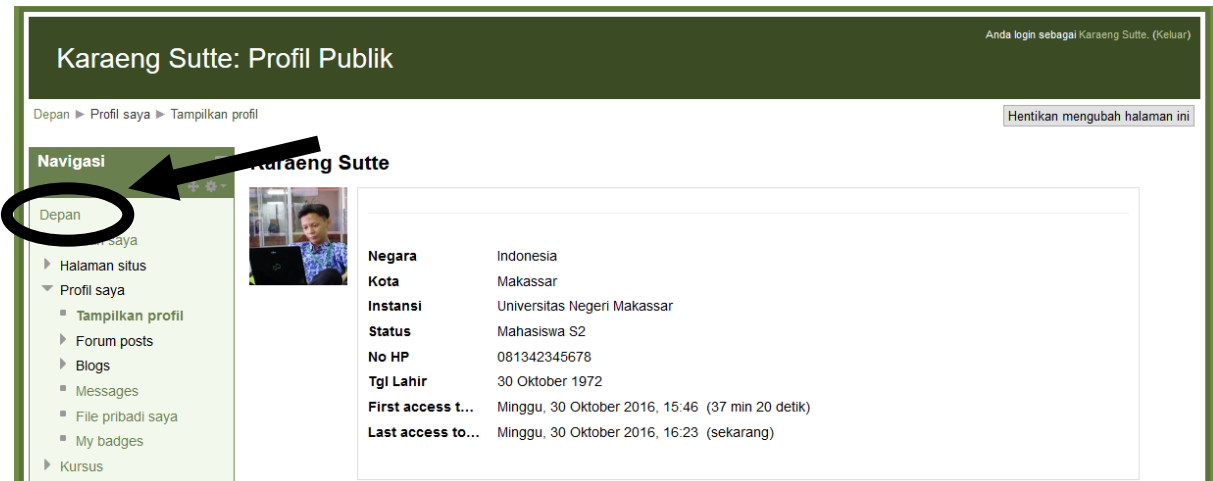 Anda login sebagai Karaeng Sutte. (Keluar)
Karaeng Sutte: Profil Publik
Depan ► Profil saya ► Tampilkan profil
Hentikan mengubah halaman ini
Navigasi
Depan
saya
Halaman situs
Profil saya
Tampilkan profil
Forum posts
Blogs
Messages
File pribadi saya
My badges
Kursus
Karaeng Sutte
Negara Indonesia
Kota Makassar
Instansi Universitas Negeri Makassar
Status Mahasiswa S2
No HP 081342345678
Tgl Lahir 30 Oktober 1972
First access t... Minggu, 30 Oktober 2016, 15:46 (37 min 20 detik)
Last access to... Minggu, 30 Oktober 2016, 16:23 (sekarang)